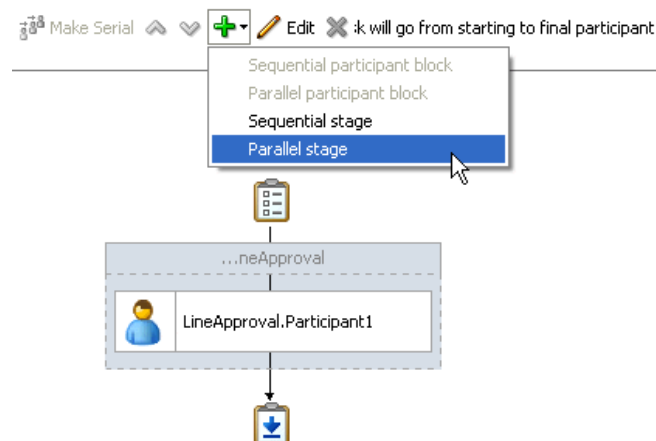 Make Serial Edit :k will go from starting to final participant
Sequential participant block
Parallel participant block
Sequential stage
Parallel stage
...neApproval
LineApproval.Participant1